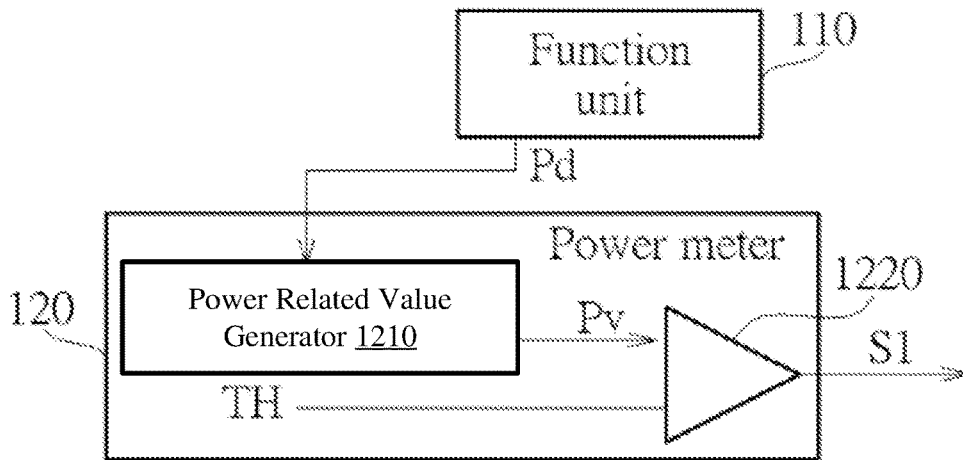 110
Function
unit
Pd
Power meter
1220
120
Power Related Value
Generator 1210
Pv
S1
TH